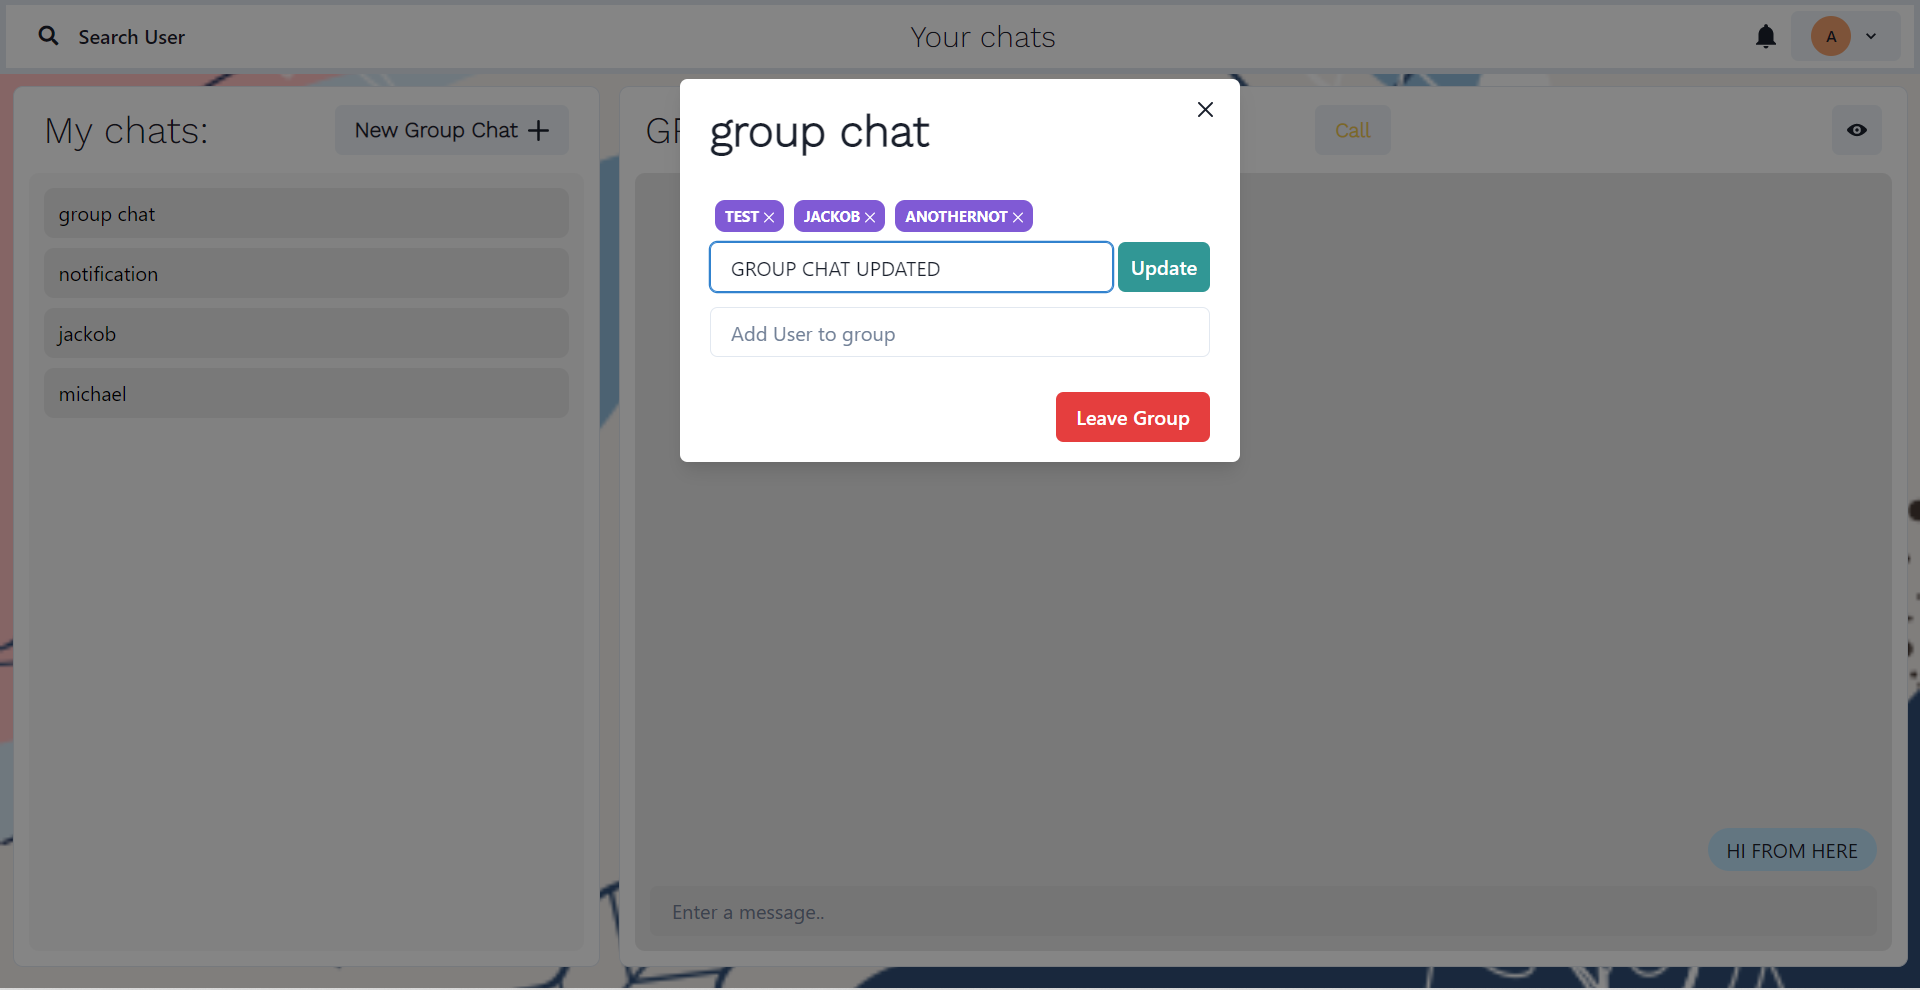 Search User
Your chats
A
My chats:
New Group Chat
group chat
notification
jackob
michael
Call
group chat
TEST
JACKOB
ANOTHERNOT
GROUP CHAT UPDATED
Update
Add User to group
Leave Group
HI FROM HERE
Enter a message..